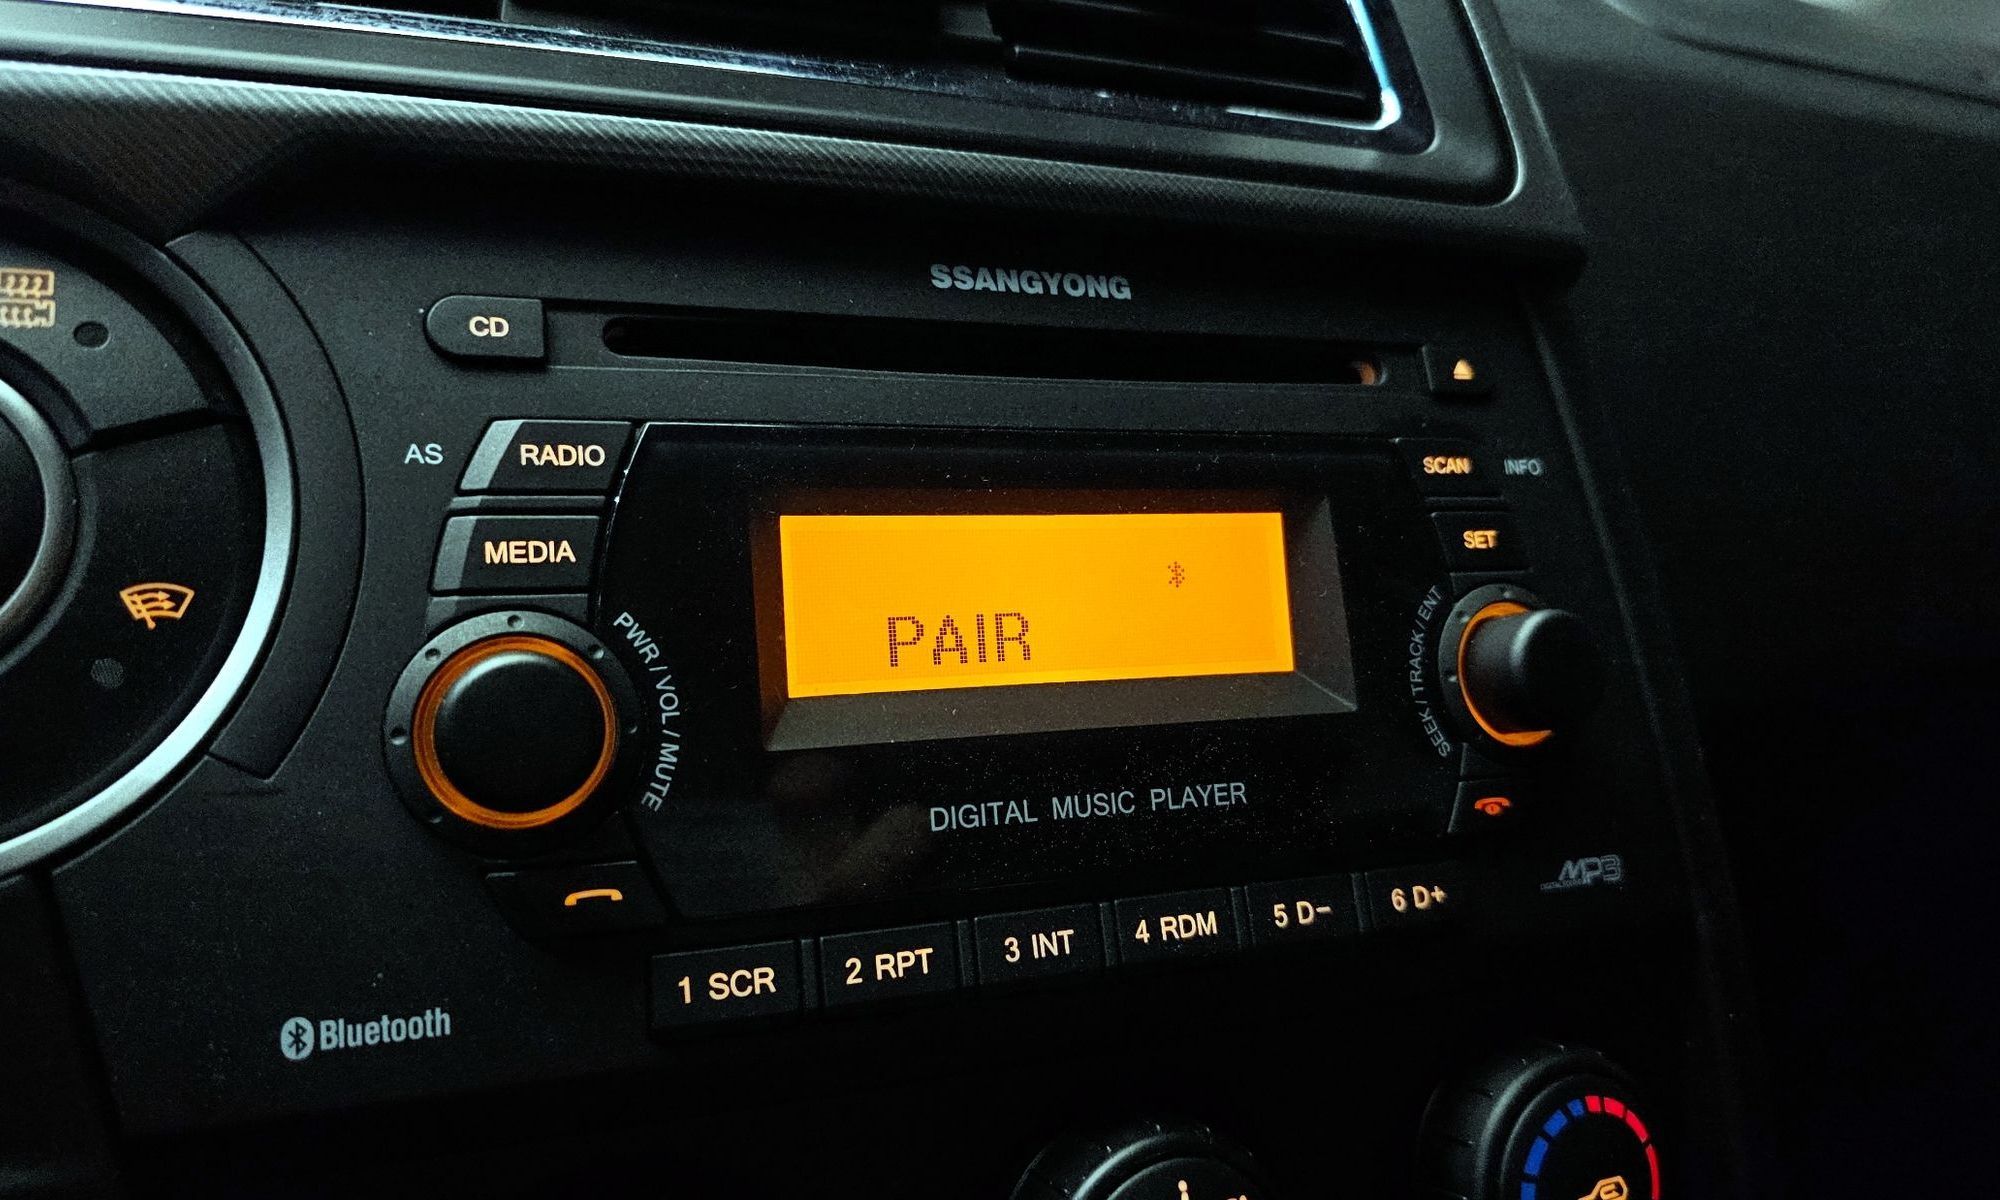 SSANGYONG
CD
AS
RADIO
SCAN
INFO
MEDIA
SET
PAIR
PWR / VOL / MUTE
SEEK / TRACK / ENT
DIGITAL MUSIC PLAYER
MP3
1 SCR
2 RPT
3 INT
4 RDM
5 D-
6 D+
Bluetooth